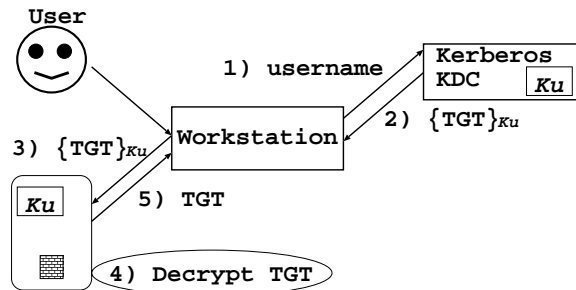 User
1) username
Kerberos
KDC
Ku
2) {TGT}Ku
Workstation
3) {TGT}Ku
5) TGT
Ku
4) Decrypt TGT